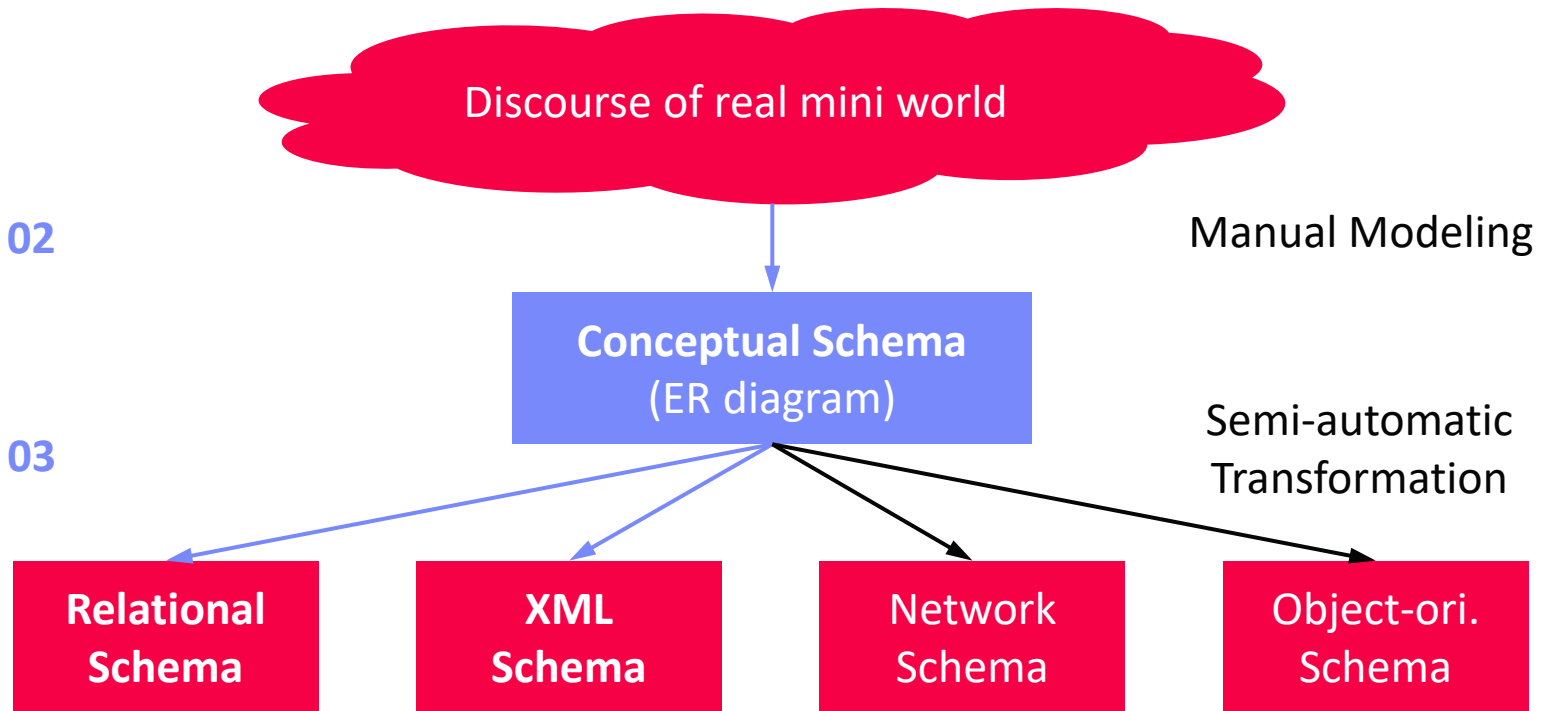 Discourse of real mini world
02
Manual Modeling
Conceptual Schema
(ER diagram)
03
Semi-automatic
Transformation
Relational
Schema
XML
Schema
Network
Schema
Object-ori.
Schema